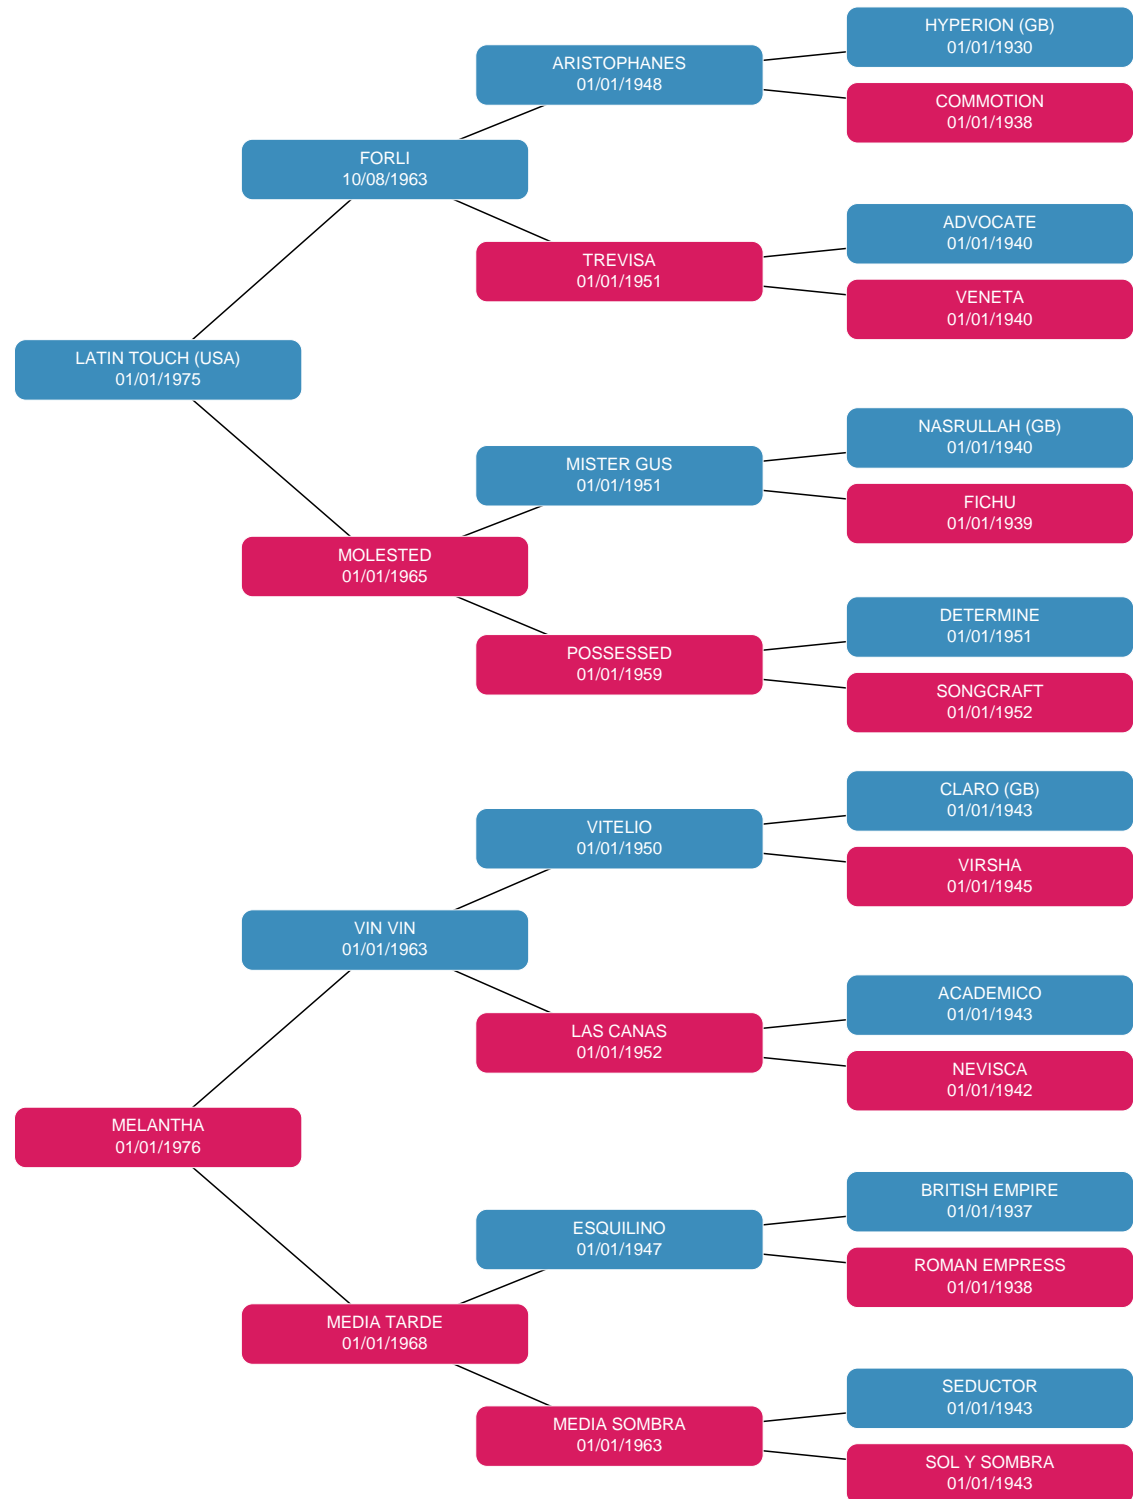 HYPERION (GB)
01/01/1930
ARISTOPHANES
01/01/1948
COMMOTION
01/01/1938
FORLI
10/08/1963
ADVOCATE
01/01/1940
TREVISA
01/01/1951
VENETA
01/01/1940
LATIN TOUCH (USA)
01/01/1975
NASRULLAH (GB)
01/01/1940
MISTER GUS
01/01/1951
FICHU
01/01/1939
MOLESTED
01/01/1965
DETERMINE
01/01/1951
POSSESSED
01/01/1959
SONGCRAFT
01/01/1952
CLARO (GB)
01/01/1943
VITELIO
01/01/1950
VIRSHA
01/01/1945
VIN VIN
01/01/1963
ACADEMICO
01/01/1943
LAS CANAS
01/01/1952
NEVISCA
01/01/1942
MELANTHA
01/01/1976
BRITISH EMPIRE
01/01/1937
ESQUILINO
01/01/1947
ROMAN EMPRESS
01/01/1938
MEDIA TARDE
01/01/1968
SEDUCTOR
01/01/1943
MEDIA SOMBRA
01/01/1963
SOL Y SOMBRA
01/01/1943